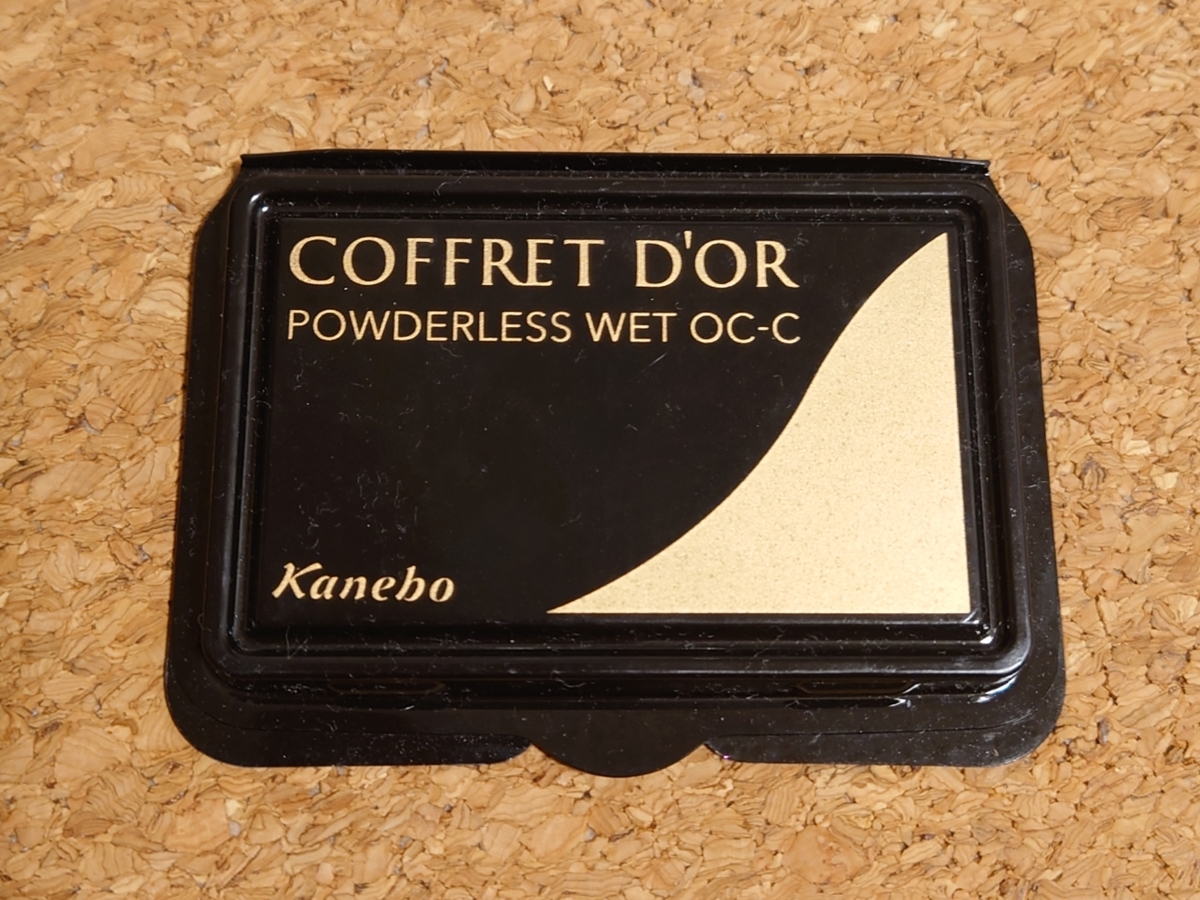 COFFRET D'OR
POWDERLESS WET OC-C
Kanebo